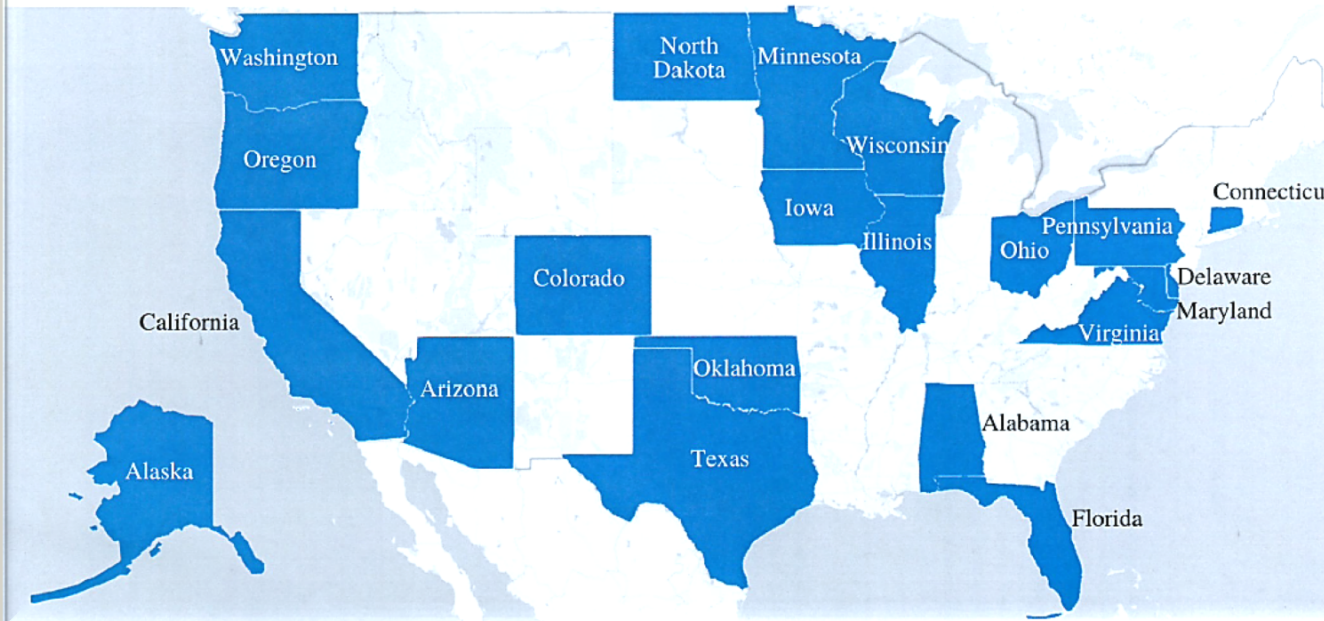 Washington
North
Dakota
Minnesota
Oregon
Wisconsin
Connecticu
Iowa
Illinois
Pennsylvania
Ohio
Colorado
Delaware
California
Maryland
Virginia
Oklahoma
Arizona
Alabama
Texas
Alaska
Florida